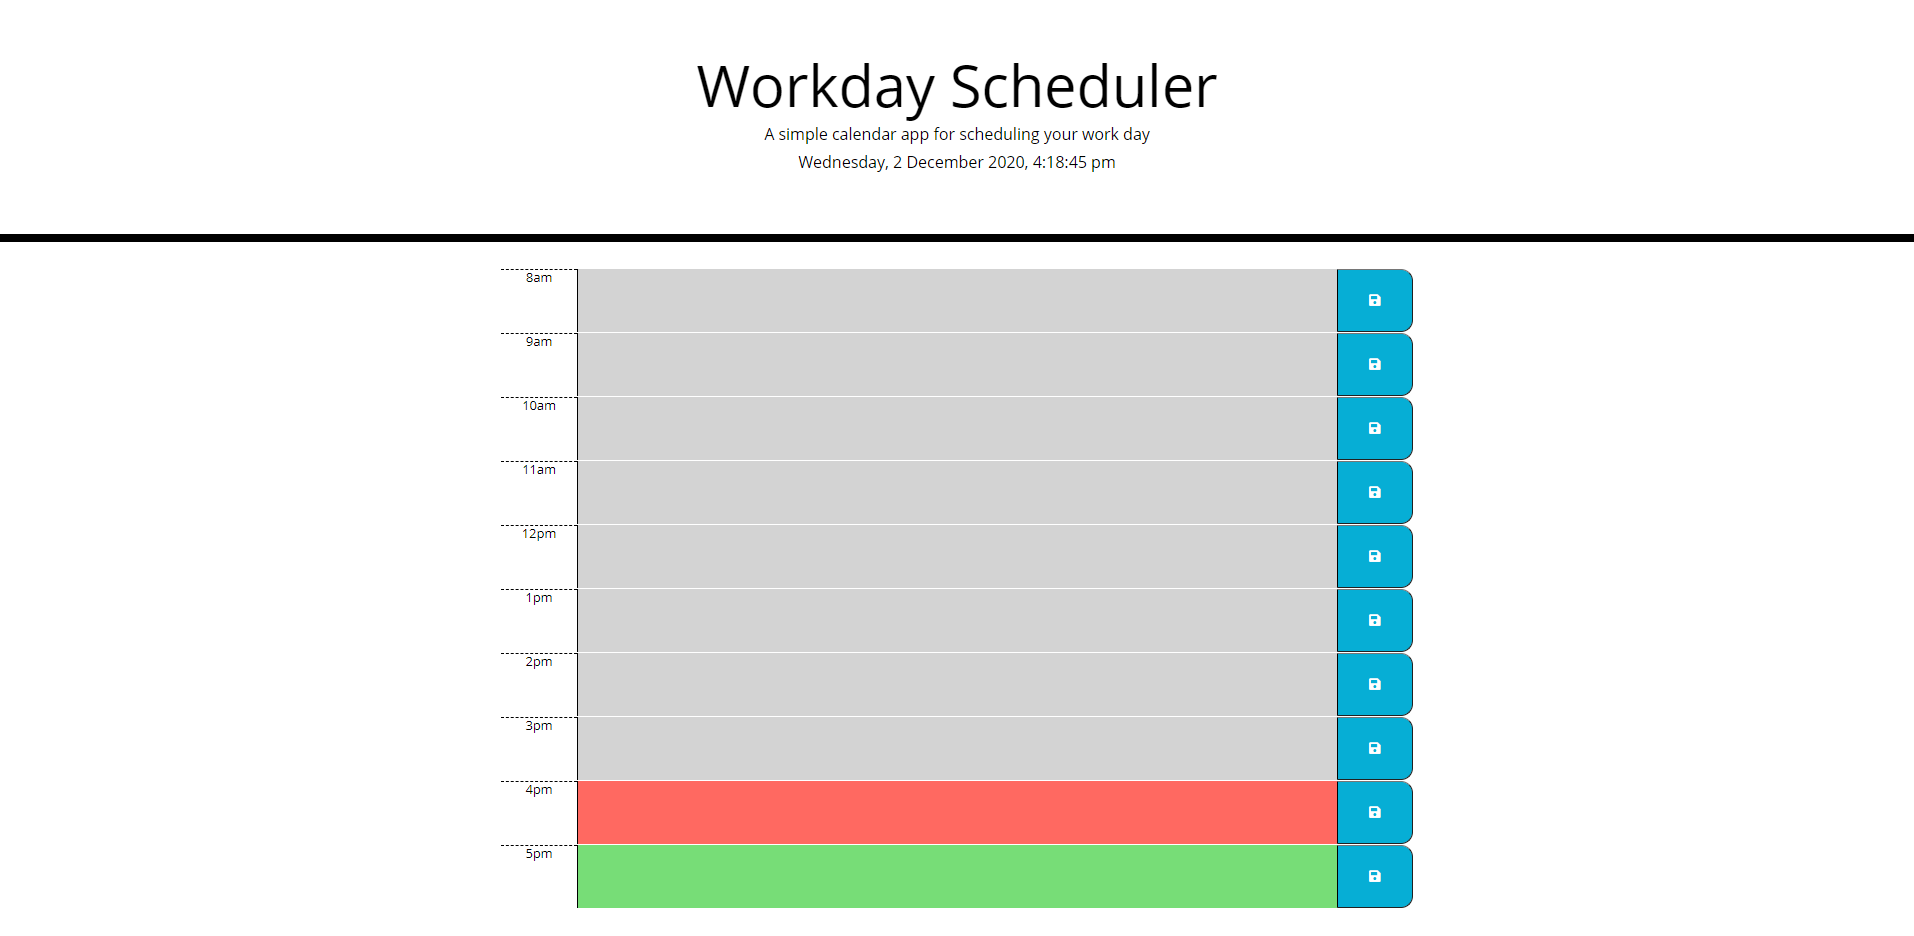 Workday Scheduler
A simple calendar app for scheduling your work day
Wednesday, 2 December 2020, 4:18:45 pm
8am
9am
10am
11am
12pm
1pm
2pm
3pm
4pm
5pm